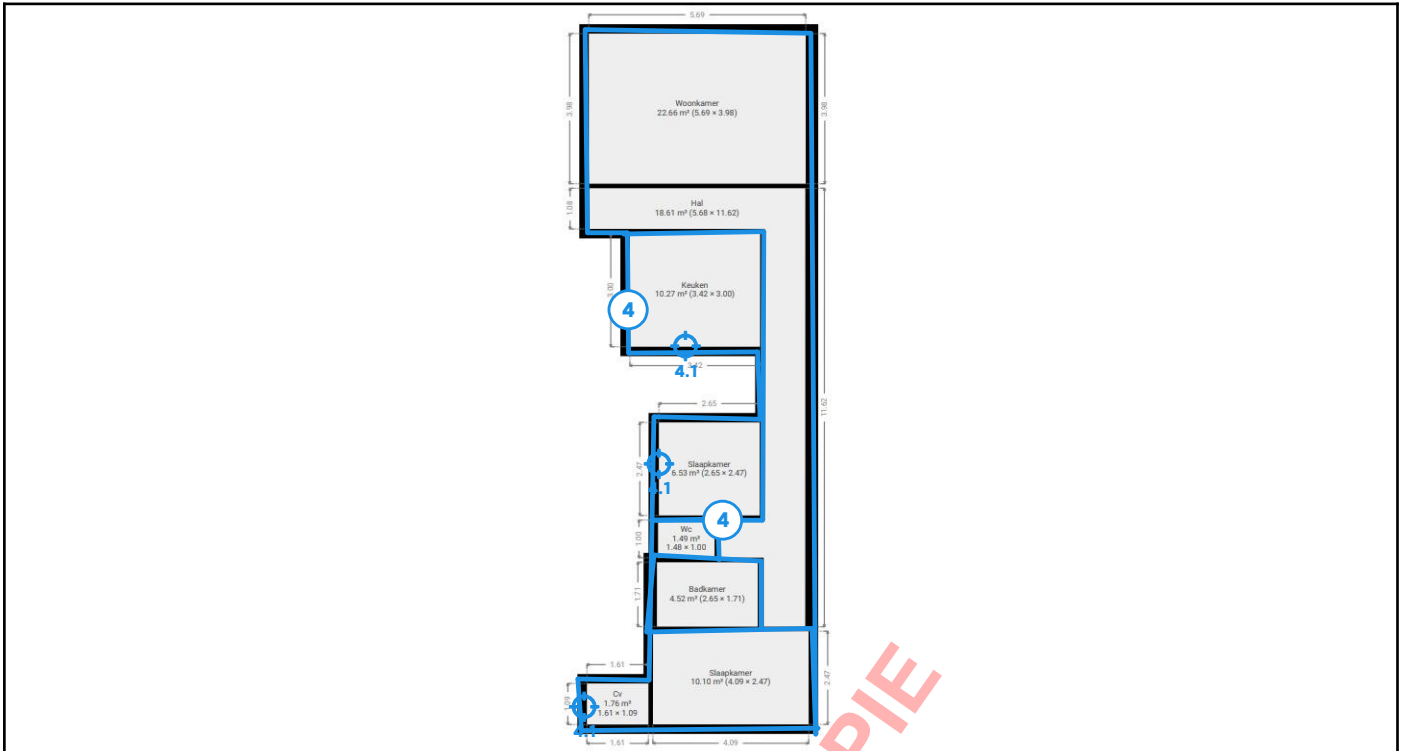 5.69
3.98
3.98
Woonkamer
22.66 m² (5.69 × 3.98)
1.08
Hal
18.61 m² (5.68 × 11.62)
Keuken
10.27 m² (3.42 × 3.00)
4
4.1
3.42
2.65
11.62
2.47
Slaapkamer
6.53 m² (2.65 × 2.47)
4
1.00
Wc
1.49 m²
1.48 × 1.00
1.71
Badkamer
4.52 m² (2.65 × 1.71)
1.61
Slaapkamer
10.10 m² (4.09 × 2.47)
2.47
Cv
1.76 m²
1.61 × 1.09
1.61
4.09
PIE